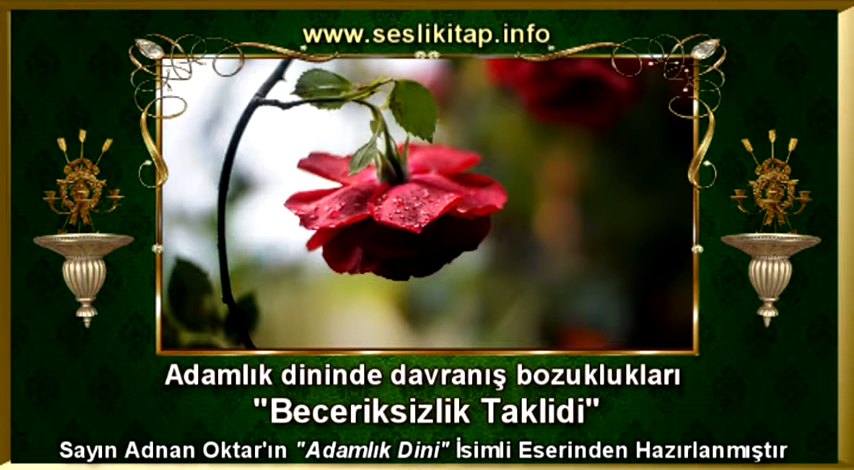 www.seslikitap.info
Adamlık dininde davranış bozuklukları
"Beceriksizlik Taklidi"
Sayın Adnan Oktar'ın "Adamlık Dini" İsimli Eserinden Hazırlanmıştır